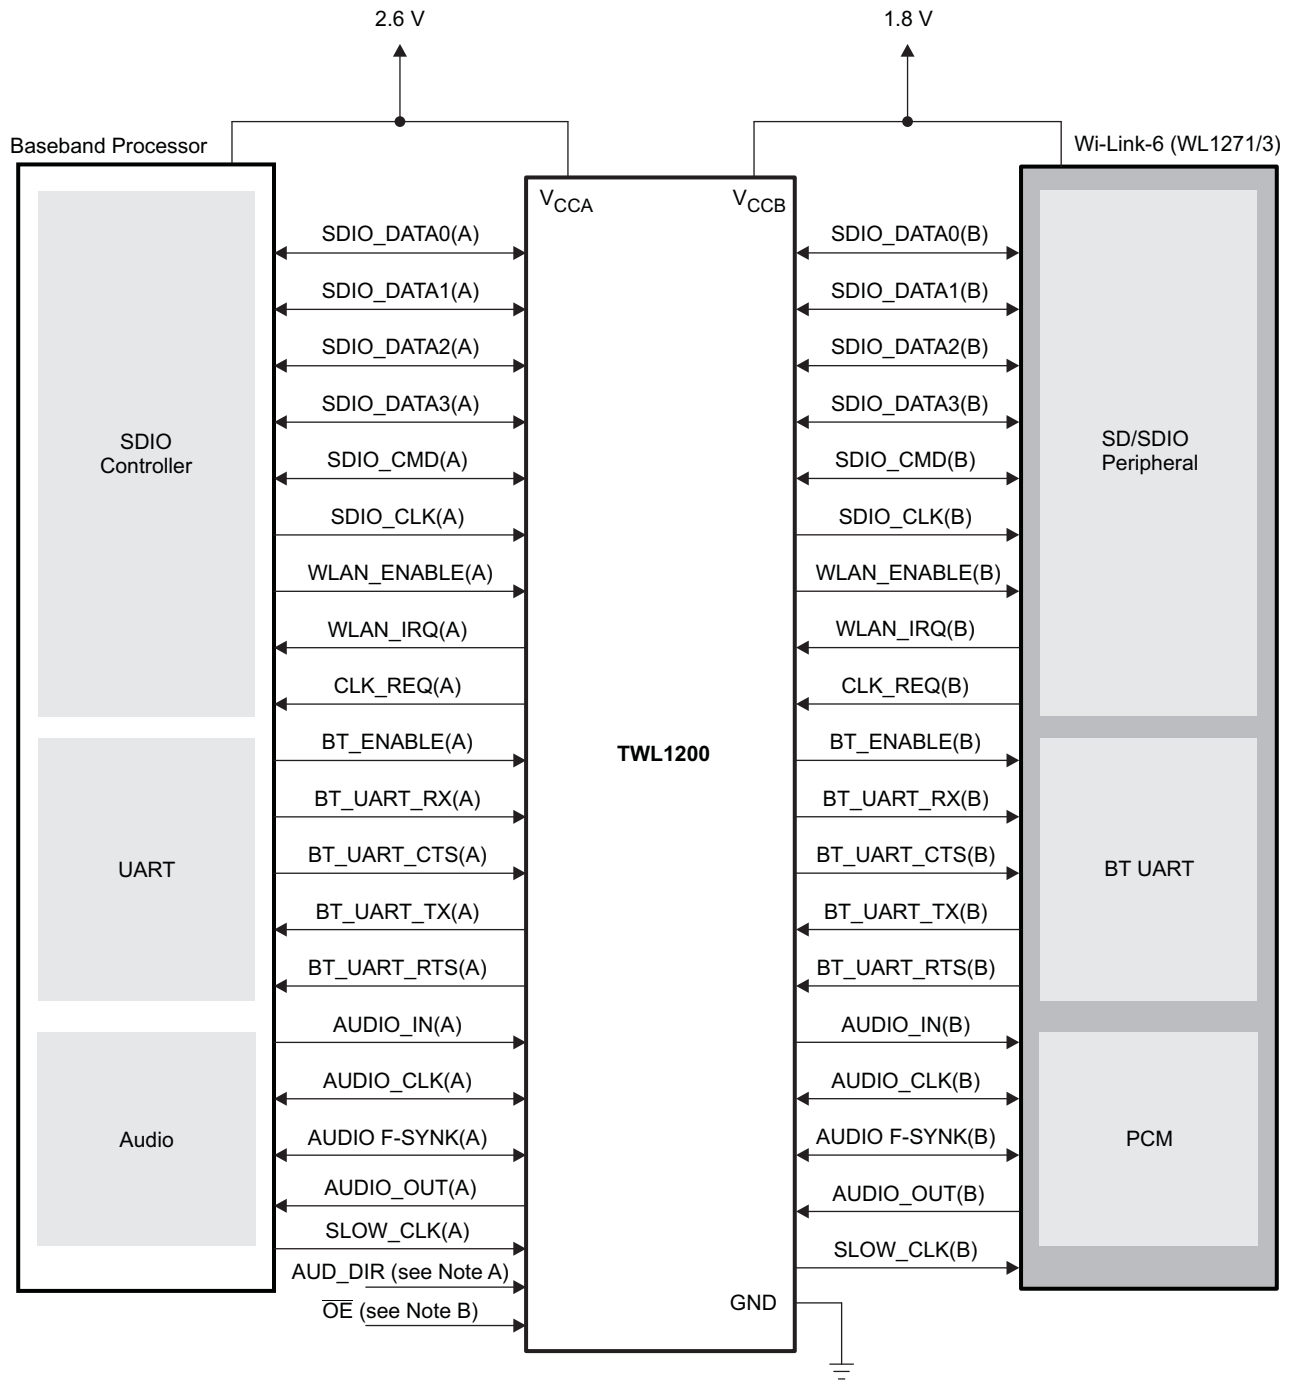 2.6 V
1.8 V
Baseband Processor
Wi-Link-6 (WL1271/3)
VCCA
VCCB
SDIO_DATA0(A)
SDIO_DATA0(B)
SDIO_DATA1(A)
SDIO_DATA1(B)
SDIO_DATA2(A)
SDIO_DATA2(B)
SDIO_DATA3(A)
SDIO_DATA3(B)
SDIO
Controller
SD/SDIO
Peripheral
SDIO_CMD(A)
SDIO_CMD(B)
SDIO_CLK(A)
SDIO_CLK(B)
WLAN_ENABLE(A)
WLAN_ENABLE(B)
WLAN_IRQ(A)
WLAN_IRQ(B)
CLK_REQ(A)
CLK_REQ(B)
BT_ENABLE(A)
TWL1200
BT_ENABLE(B)
BT_UART_RX(A)
BT_UART_RX(B)
BT_UART_CTS(A)
BT_UART_CTS(B)
UART
BT UART
BT_UART_TX(A)
BT_UART_TX(B)
BT_UART_RTS(A)
BT_UART_RTS(B)
AUDIO_IN(A)
AUDIO_IN(B)
AUDIO_CLK(A)
AUDIO_CLK(B)
Audio
AUDIO F-SYNK(A)
AUDIO F-SYNK(B)
PCM
AUDIO_OUT(A)
AUDIO_OUT(B)
SLOW_CLK(A)
SLOW_CLK(B)
AUD_DIR (see Note A)
OE (see Note B)
GND